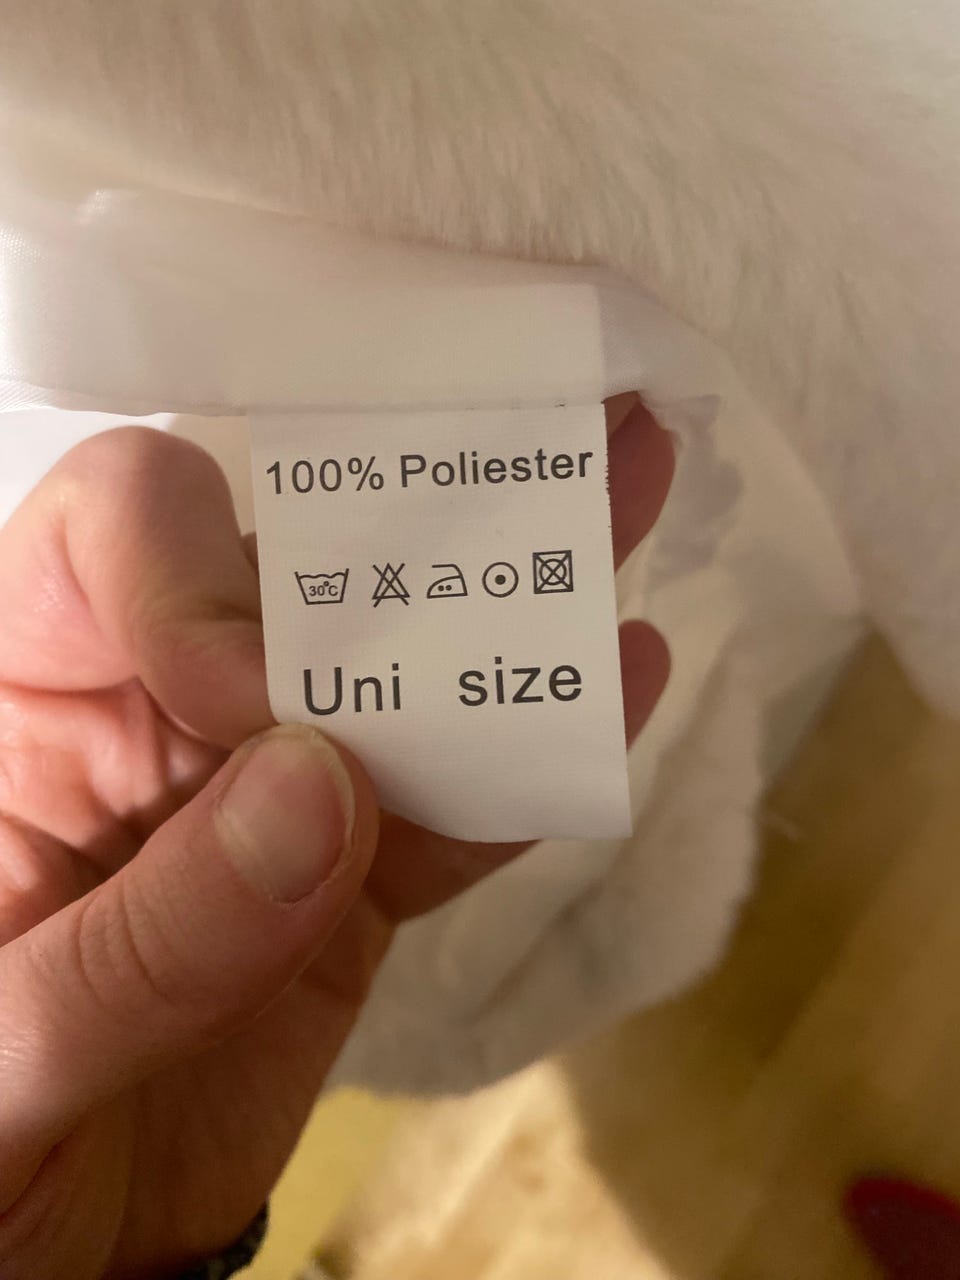 100% Poliester
30°C
Uni size